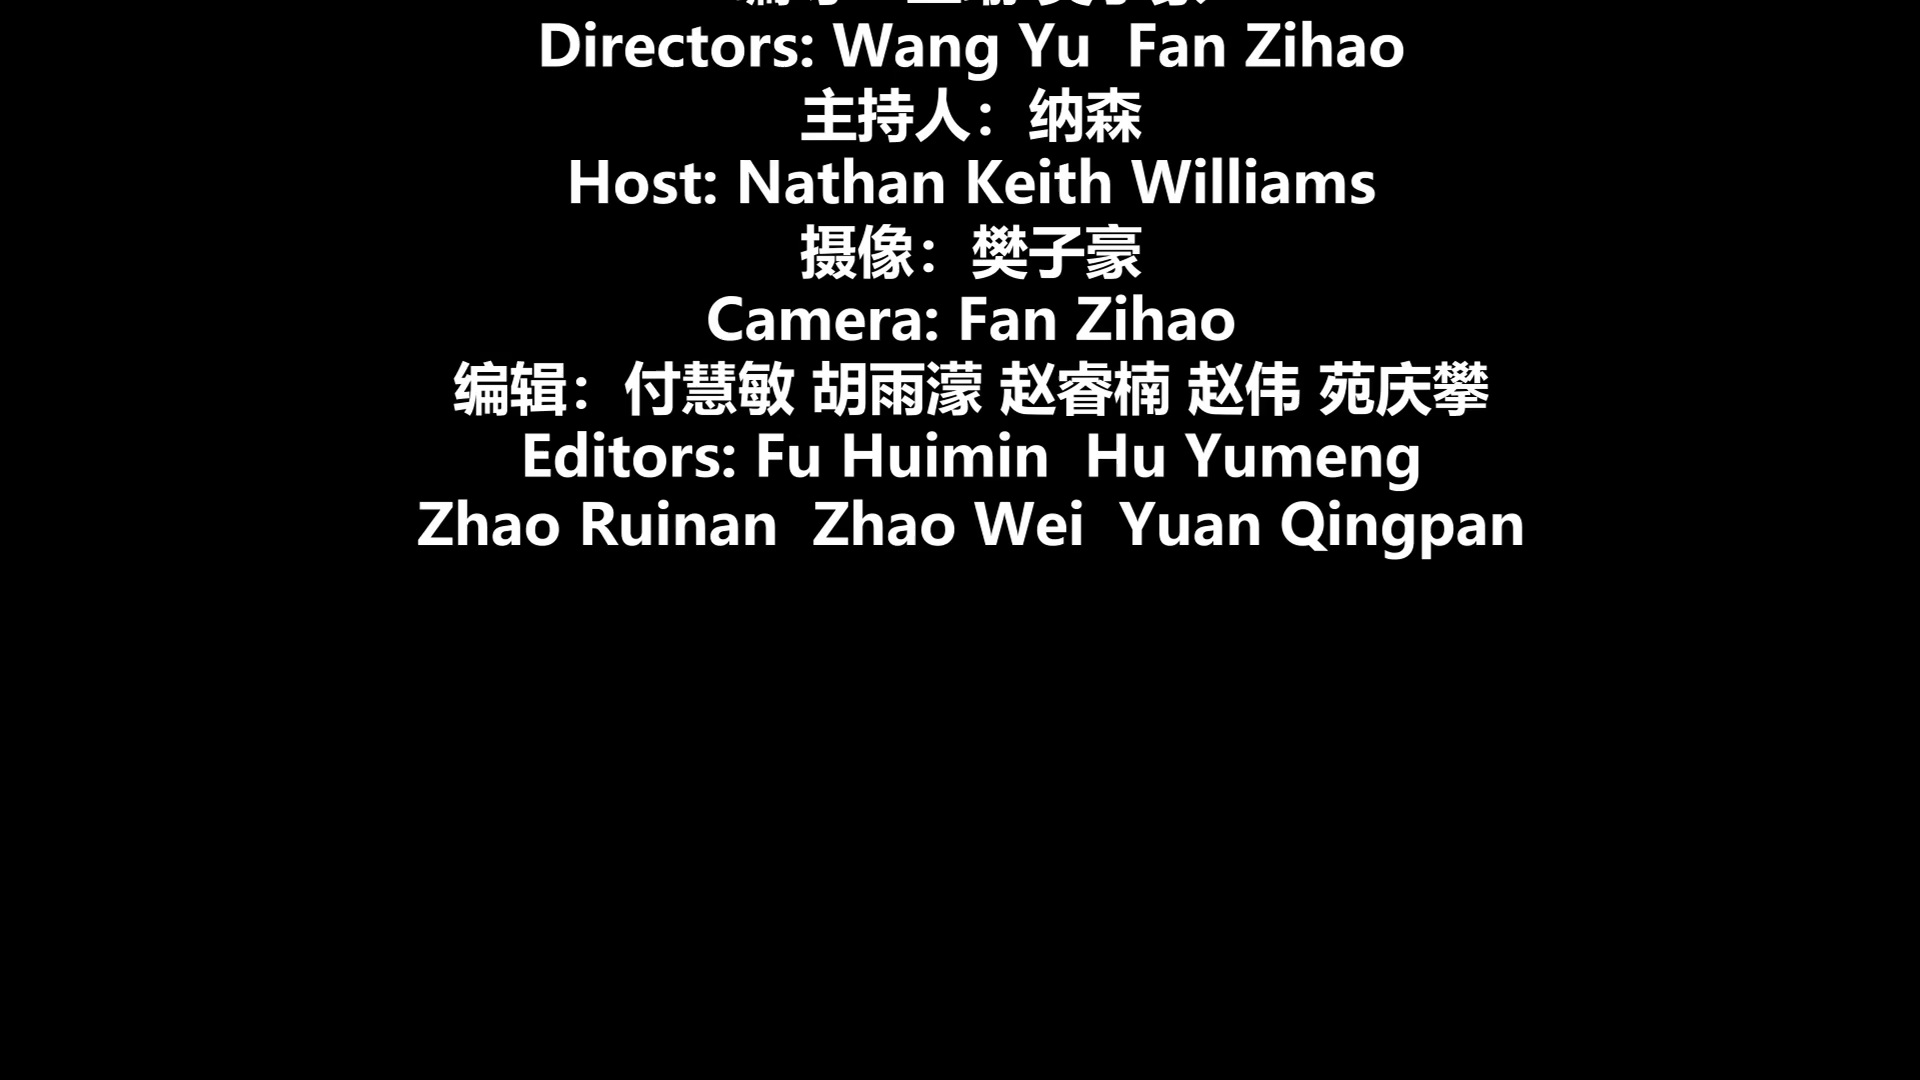 Directors: Wang Yu  Fan Zihao
主持人：纳森
Host: Nathan Keith Williams
摄像：樊子豪
Camera: Fan Zihao
编辑：付慧敏 胡雨濛 赵睿楠 赵伟 苑庆攀
Editors: Fu Huimin  Hu Yumeng
Zhao Ruinan  Zhao Wei  Yuan Qingpan